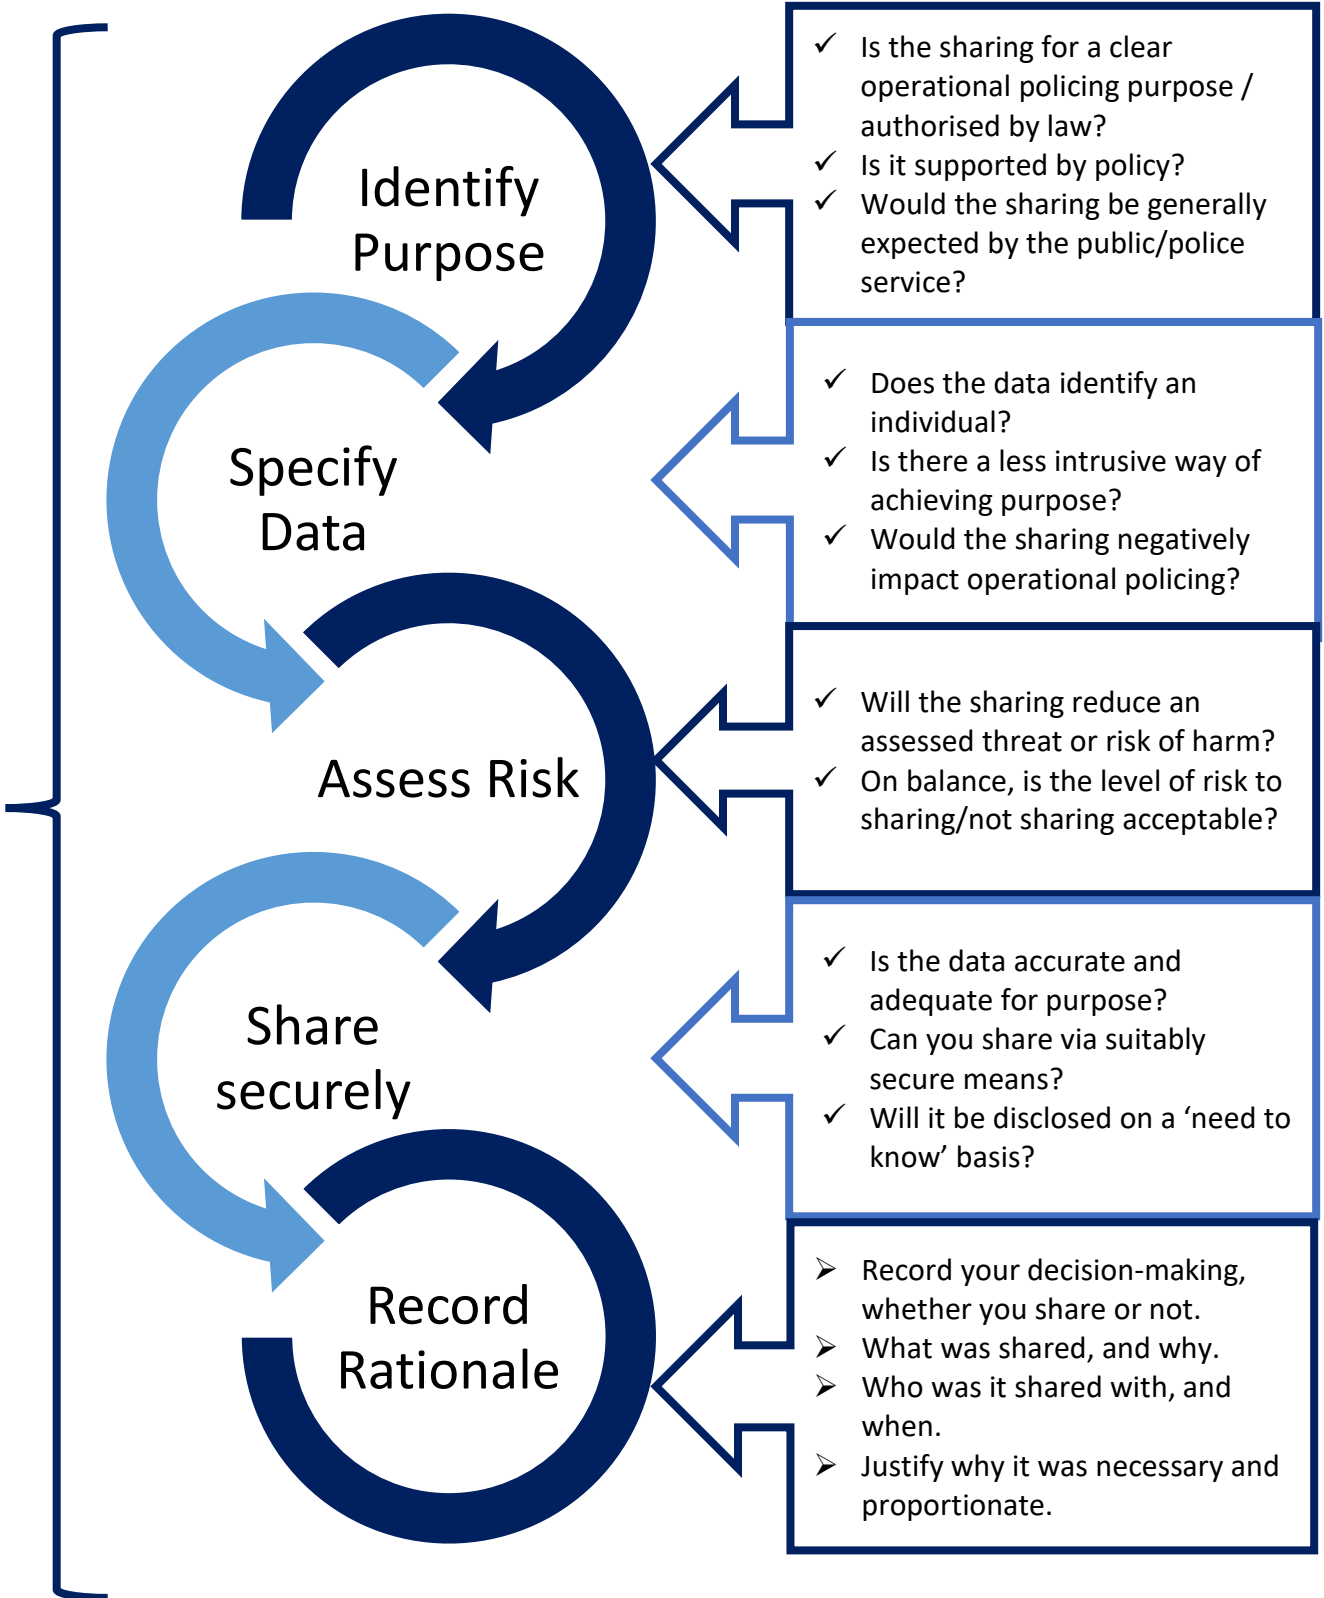 Identify
Purpose
✓ Is the sharing for a clear
operational policing purpose /
authorised by law?
✓ Is it supported by policy?
✓ Would the sharing be generally
expected by the public/police
service?
Specify
Data
✓ Does the data identify an
individual?
✓ Is there a less intrusive way of
achieving purpose?
✓ Would the sharing negatively
impact operational policing?
Assess Risk
✓ Will the sharing reduce an
assessed threat or risk of harm?
✓ On balance, is the level of risk to
sharing/not sharing acceptable?
Share
securely
✓ Is the data accurate and
adequate for purpose?
✓ Can you share via suitably
secure means?
✓ Will it be disclosed on a ‘need to
know’ basis?
Record
Rationale
➢ Record your decision-making,
whether you share or not.
➢ What was shared, and why.
➢ Who was it shared with, and
when.
➢ Justify why it was necessary and
proportionate.